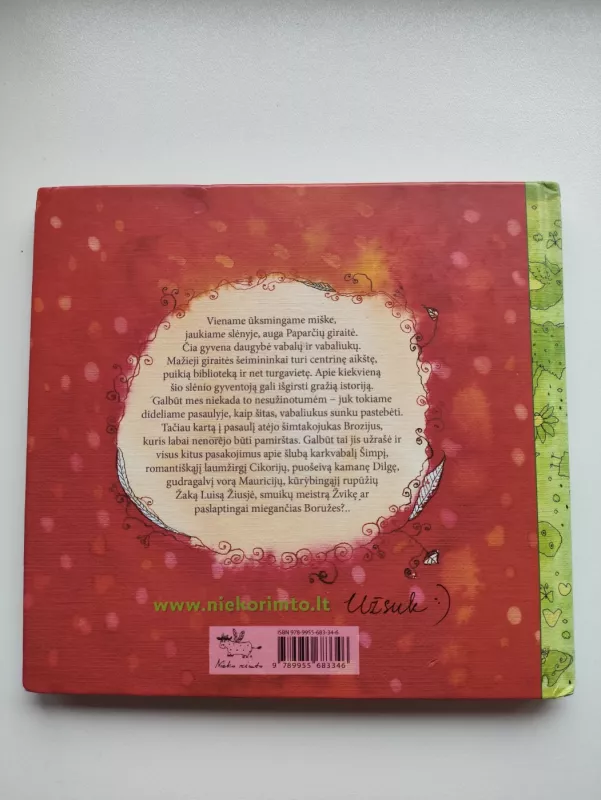 Viename ūksmingame miške,
jaukiame slėnyje, auga Paparčių giraitė.
Čia gyvena daugybė vabalų ir vabaliukų.
Mažieji giraitės šeimininkai turi centrinę aikštę,
puikią biblioteką ir net turgavietę. Apie kiekvieną
šio slėnio gyventoją gali išgirsti gražią istoriją.
Galbūt mes niekada to nesužinotumėm – juk tokiame
dideliame pasaulyje, kaip šitas, vabaliukus sunku pastebėti.
Tačiau kartą į pasaulį atėjo šimtakojukas Brozijus,
kuris labai nenorėjo būti pamirštas. Galbūt tai jis užrašė ir
visus kitus pasakojimus apie šlubą karkvabalį Šimpį,
romantiškąjį laumžirgį Cikorijų, puošeivą kamanę Dilgę,
gudragalvį vorą Mauricijų, kūrybingąjį rupūžių
Žaką Luisą Žiusjė, smuikų meistrą Žvikę ar
paslaptingai miegančias Boružes?..
www.niekorimto.lt Užsuk :)
ISBN 978-9955-683-34-6
Nieko rimto
9 789955 683346